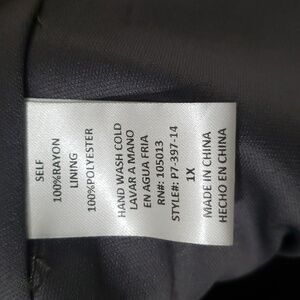 SELF
100%RAYON
LINING
100%POLYESTER
HAND WASH COLD
LAVAR A MANO
EN AGUA FRIA
RN#: 105013
STYLE#: P7-397-14
1X
MADE IN CHINA
HECHO EN CHINA